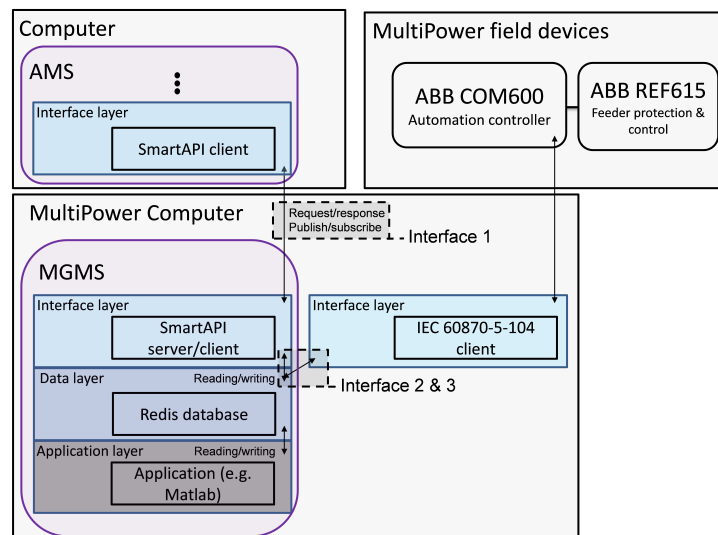 Computer
AMS
Interface layer
SmartAPI client
MultiPower field devices
ABB COM600
Automation controller
ABB REF615
Feeder protection &
control
MultiPower Computer
Request/response
Publish/subscribe
Interface 1
MGMS
Interface layer
SmartAPI
server/client
Interface layer
IEC 60870-5-104
client
Data layer
Reading/writing
Interface 2 & 3
Redis database
Application layer
Reading/writing
Application (e.g.
Matlab)